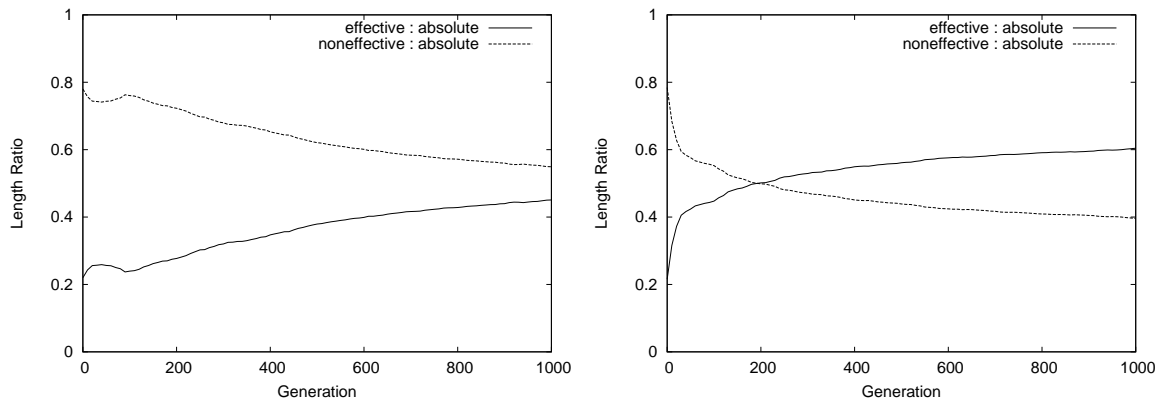 1
0.8
0.6
0.4
0.2
0
Length Ratio
effective : absolute
noneffective : absolute
0 200 400 600 800 1000
Generation
1
0.8
0.6
0.4
0.2
0
Length Ratio
effective : absolute
noneffective : absolute
0 200 400 600 800 1000
Generation